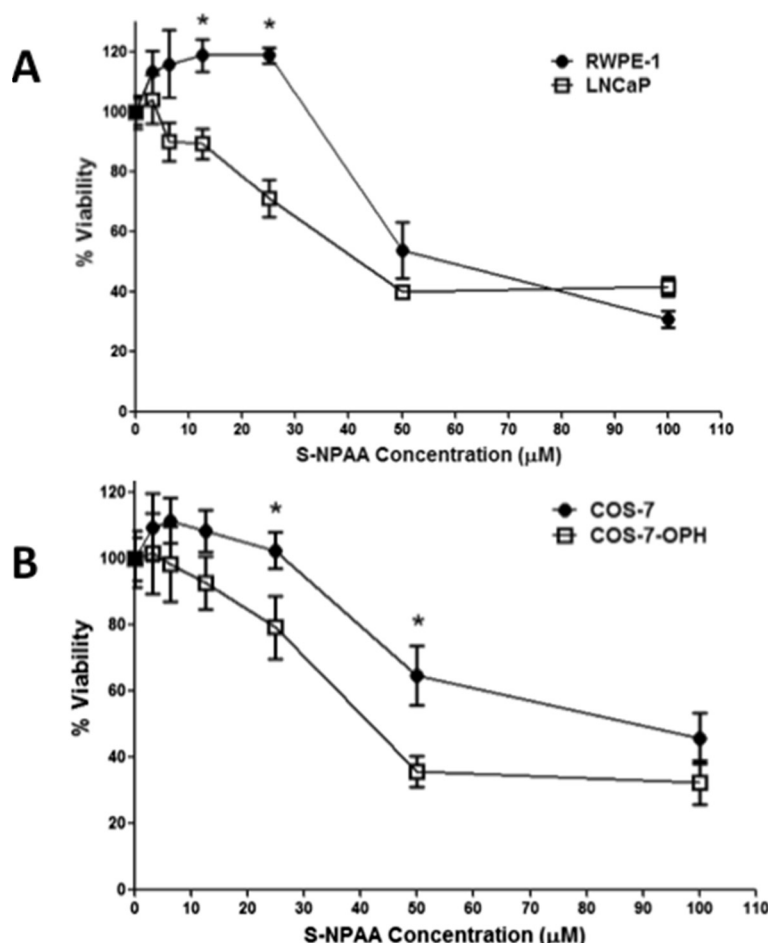 A
* *
RWPE-1
LNCaP
% Viability
120
100
80
60
40
20
0
0 10 20 30 40 50 60 70 80 90 100 110
S-NPAA Concentration (μM)
B
* *
COS-7
COS-7-OPH
% Viability
120
100
80
60
40
20
0
0 10 20 30 40 50 60 70 80 90 100 110
S-NPAA Concentration (μM)